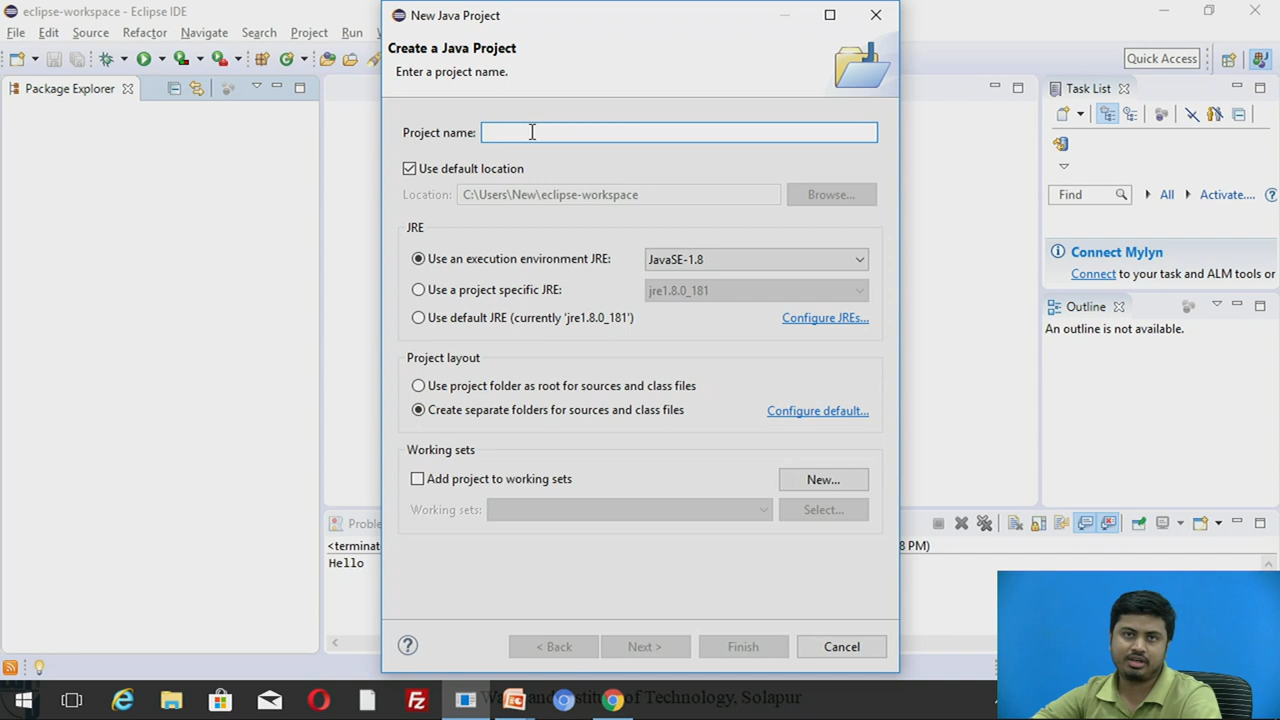 eclipse-workspace - Eclipse IDE
File Edit Source Refactor Navigate Search Project Run
Quick Access
Package Explorer
New Java Project
Create a Java Project
Enter a project name.
Project name:
Use default location
Location: C:\Users\New\eclipse-workspace Browse...
JRE
Use an execution environment JRE: JavaSE-1.8
Use a project specific JRE: jre1.8.0_181
Use default JRE (currently 'jre1.8.0_181') Configure JREs...
Project layout
Use project folder as root for sources and class files
Create separate folders for sources and class files Configure default...
Working sets
Add project to working sets New...
Working sets: Select...
< Back Next > Finish Cancel
Task List
Find All Activate....
Connect Mylyn
Connect to your task and ALM tools or
Outline
An outline is not available.
Proble
<terminat 8 PM)
Hello
of Technology, Solapur